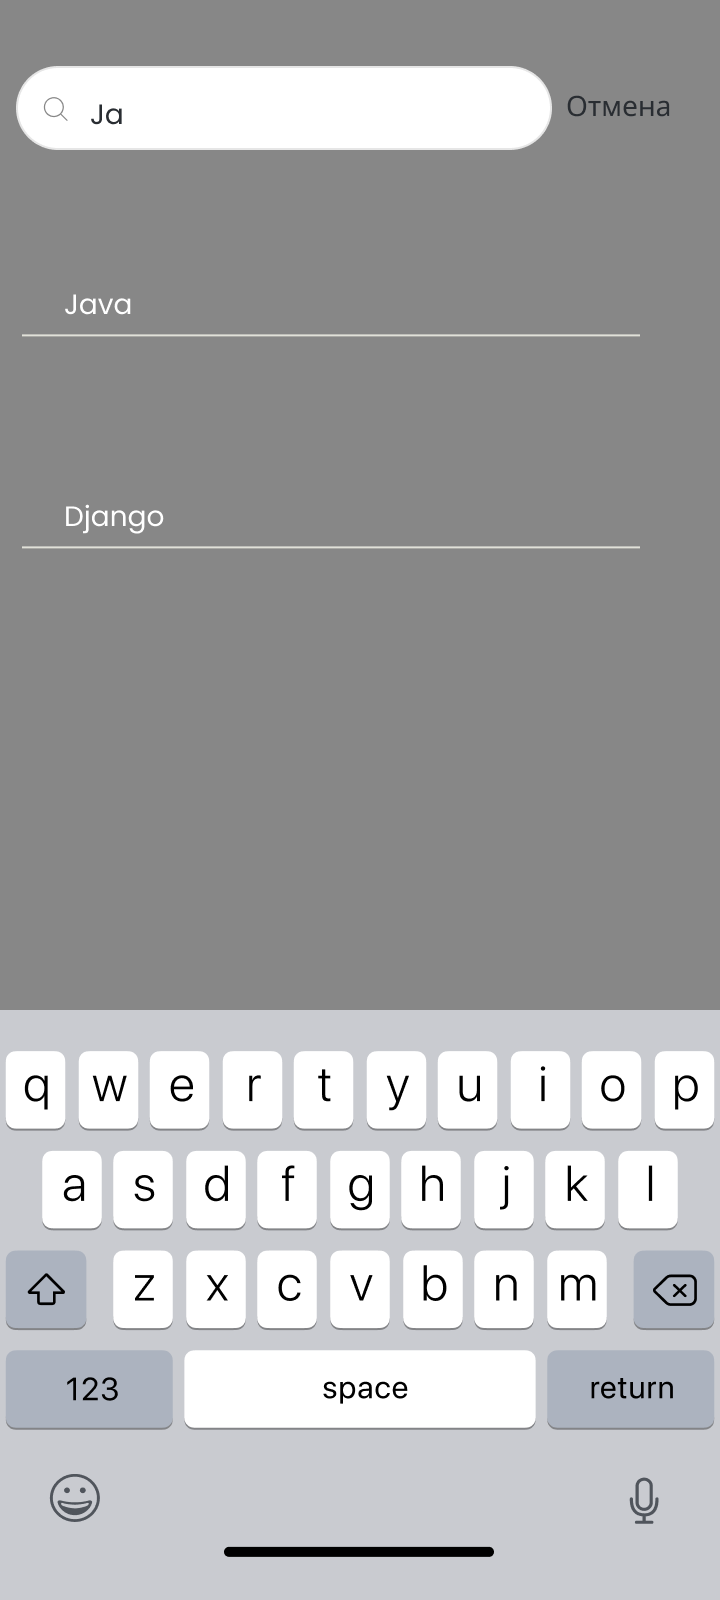 Ja
Отмена
Java
Django
q w e r t y u i o p
a s d f g h j k l
z x c v b n m
123 space return